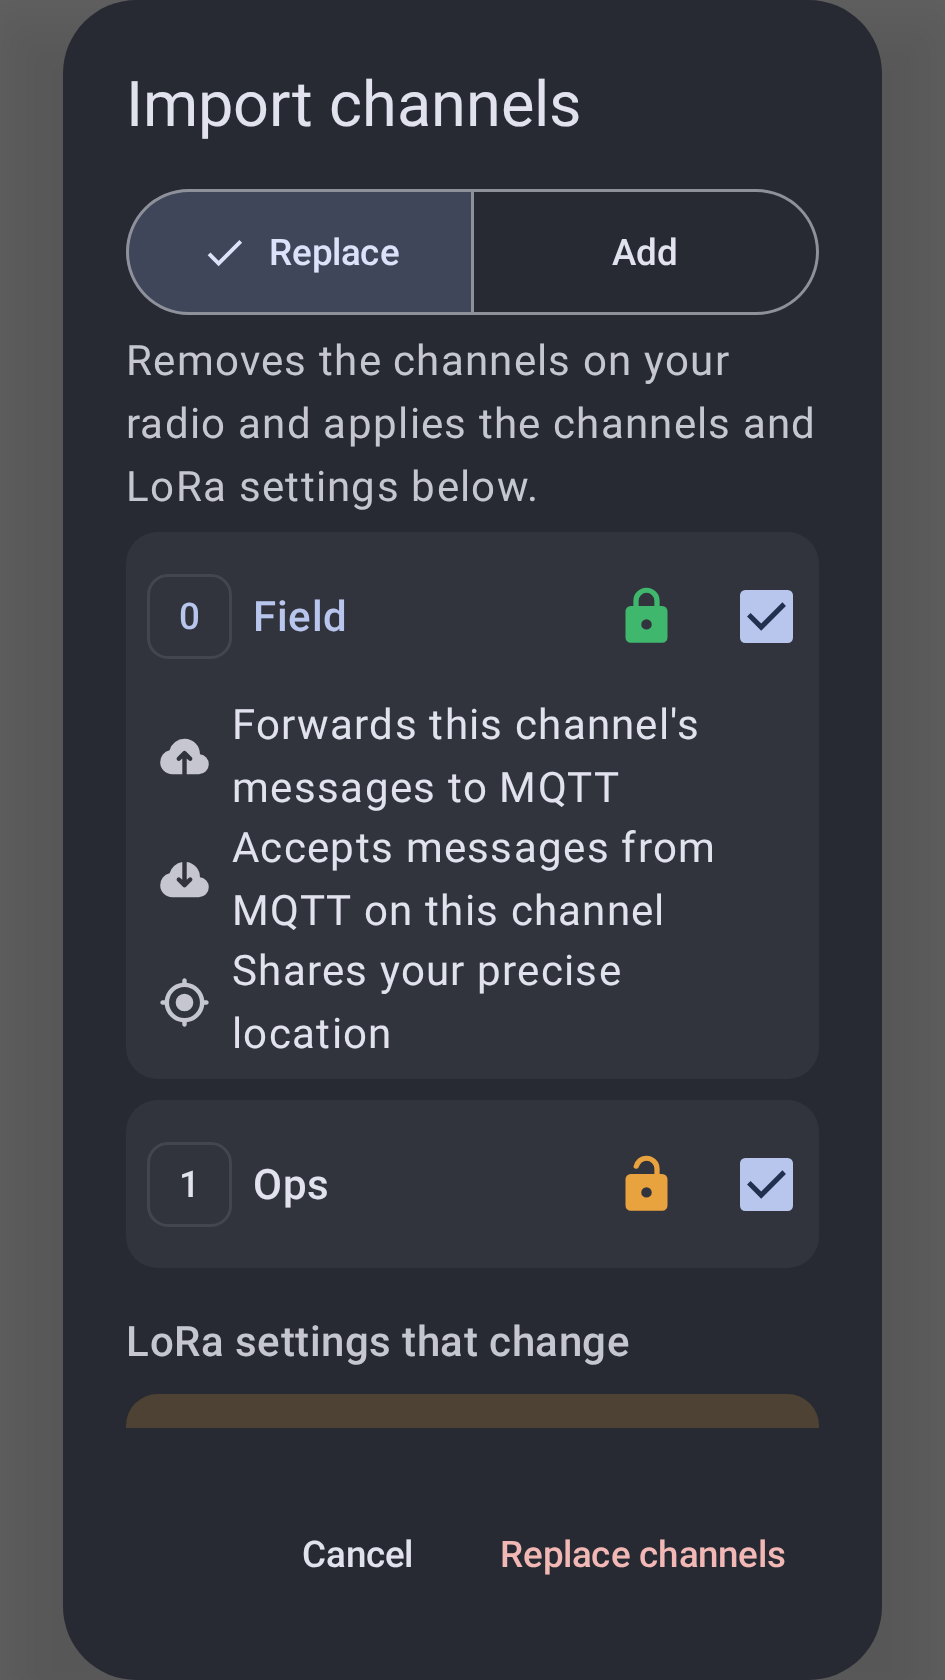 Import channels
Replace
Add
Removes the channels on your
radio and applies the channels and
LoRa settings below.
0
Field
Forwards this channel's
messages to MQTT
Accepts messages from
MQTT on this channel
Shares your precise
location
1
Ops
LoRa settings that change
Cancel
Replace channels